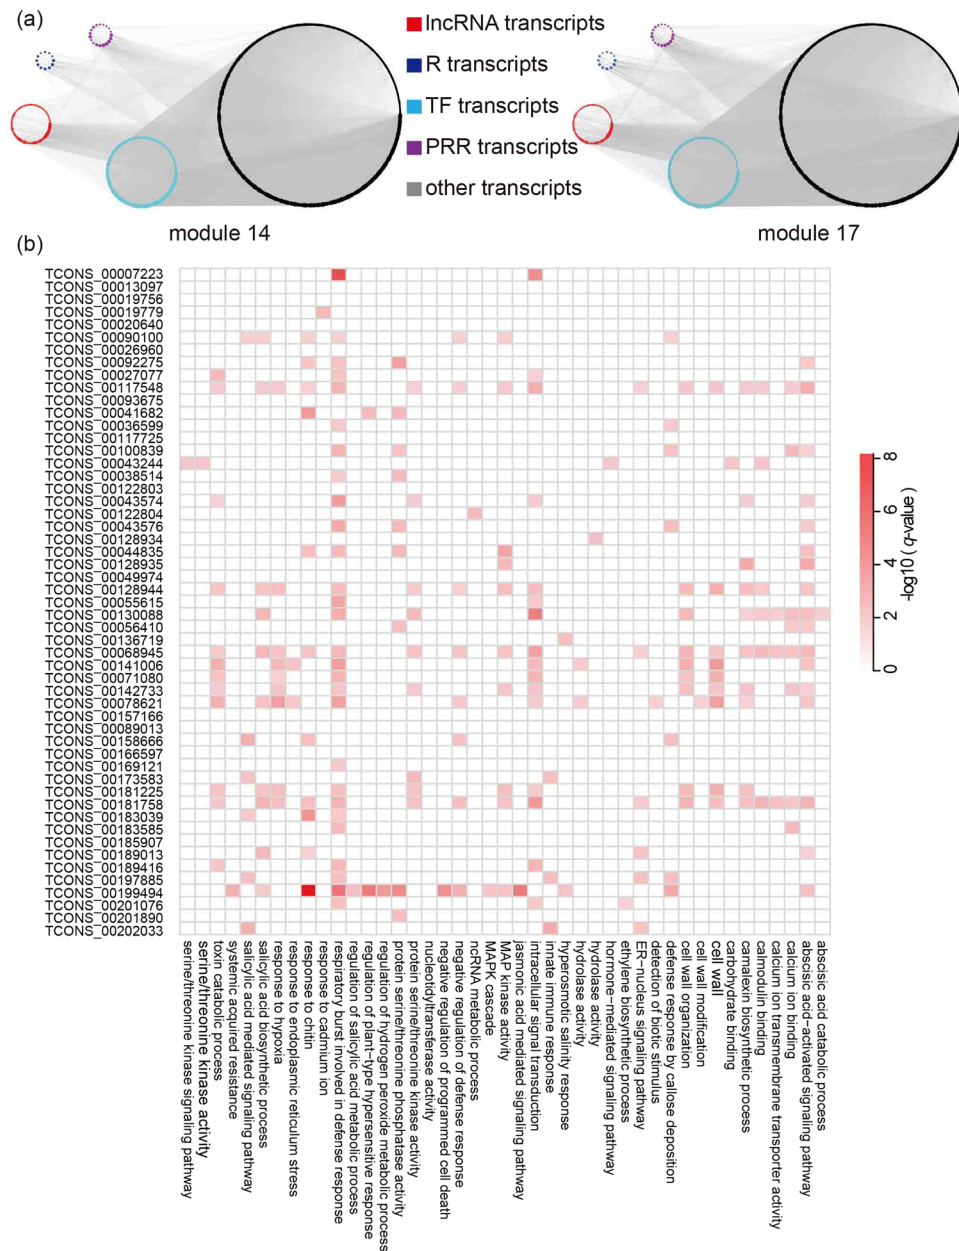 (a)
lncRNA transcripts
R transcripts
TF transcripts
PRR transcripts
other transcripts
module 14
module 17
(b)
TCONS_00007223
TCONS_00013097
TCONS_00019756
TCONS_00019779
TCONS_00020640
TCONS_00090100
TCONS_00026960
TCONS_00092275
TCONS_00027077
TCONS_00117548
TCONS_00093675
TCONS_00041682
TCONS_00036599
TCONS_00117725
TCONS_00100839
TCONS_00043244
TCONS_00038514
TCONS_00122803
TCONS_00043574
TCONS_00122804
TCONS_00043576
TCONS_00128934
TCONS_00044835
TCONS_00128935
TCONS_00049974
TCONS_00128944
TCONS_00055615
TCONS_00130088
TCONS_00056410
TCONS_00136719
TCONS_00068945
TCONS_00141006
TCONS_00071080
TCONS_00142733
TCONS_00078621
TCONS_00157166
TCONS_00089013
TCONS_00158666
TCONS_00166597
TCONS_00169121
TCONS_00173583
TCONS_00181225
TCONS_00181758
TCONS_00183039
TCONS_00183585
TCONS_00185907
TCONS_00189013
TCONS_00189416
TCONS_00197885
TCONS_00199494
TCONS_00201076
TCONS_00201890
TCONS_00202033
8
6
4
2
0
-log10 (q-value)
serine/threonine kinase signaling pathway
serine/threonine kinase activity
toxin catabolic process
systemic acquired resistance
salicylic acid mediated signaling pathway
salicylic acid biosynthetic process
response to hypoxia
response to endoplasmic reticulum stress
response to chitin
response to cadmium ion
respiratory burst involved in defense response
regulation of salicylic acid metabolic process
regulation of plant-type hypersensitive response
regulation of hydrogen peroxide metabolic process
protein serine/threonine phosphatase activity
protein serine/threonine kinase activity
nucleotidyltransferase activity
negative regulation of programmed cell death
negative regulation of defense response
ncRNA metabolic process
MAPK cascade
MAP kinase activity
jasmonic acid mediated signaling pathway
intracellular signal transduction
innate immune response
hyperosmotic salinity response
hydrolase activity
hydrolase activity
hormone-mediated signaling pathway
ethylene biosynthetic process
ER-nucleus signaling pathway
detection of biotic stimulus
defense response by callose deposition
cell wall organization
cell wall modification
cell wall
carbohydrate binding
camalexin biosynthetic process
calmodulin binding
calcium ion transmembrane transporter activity
calcium ion binding
abscisic acid-activated signaling pathway
abscisic acid catabolic process